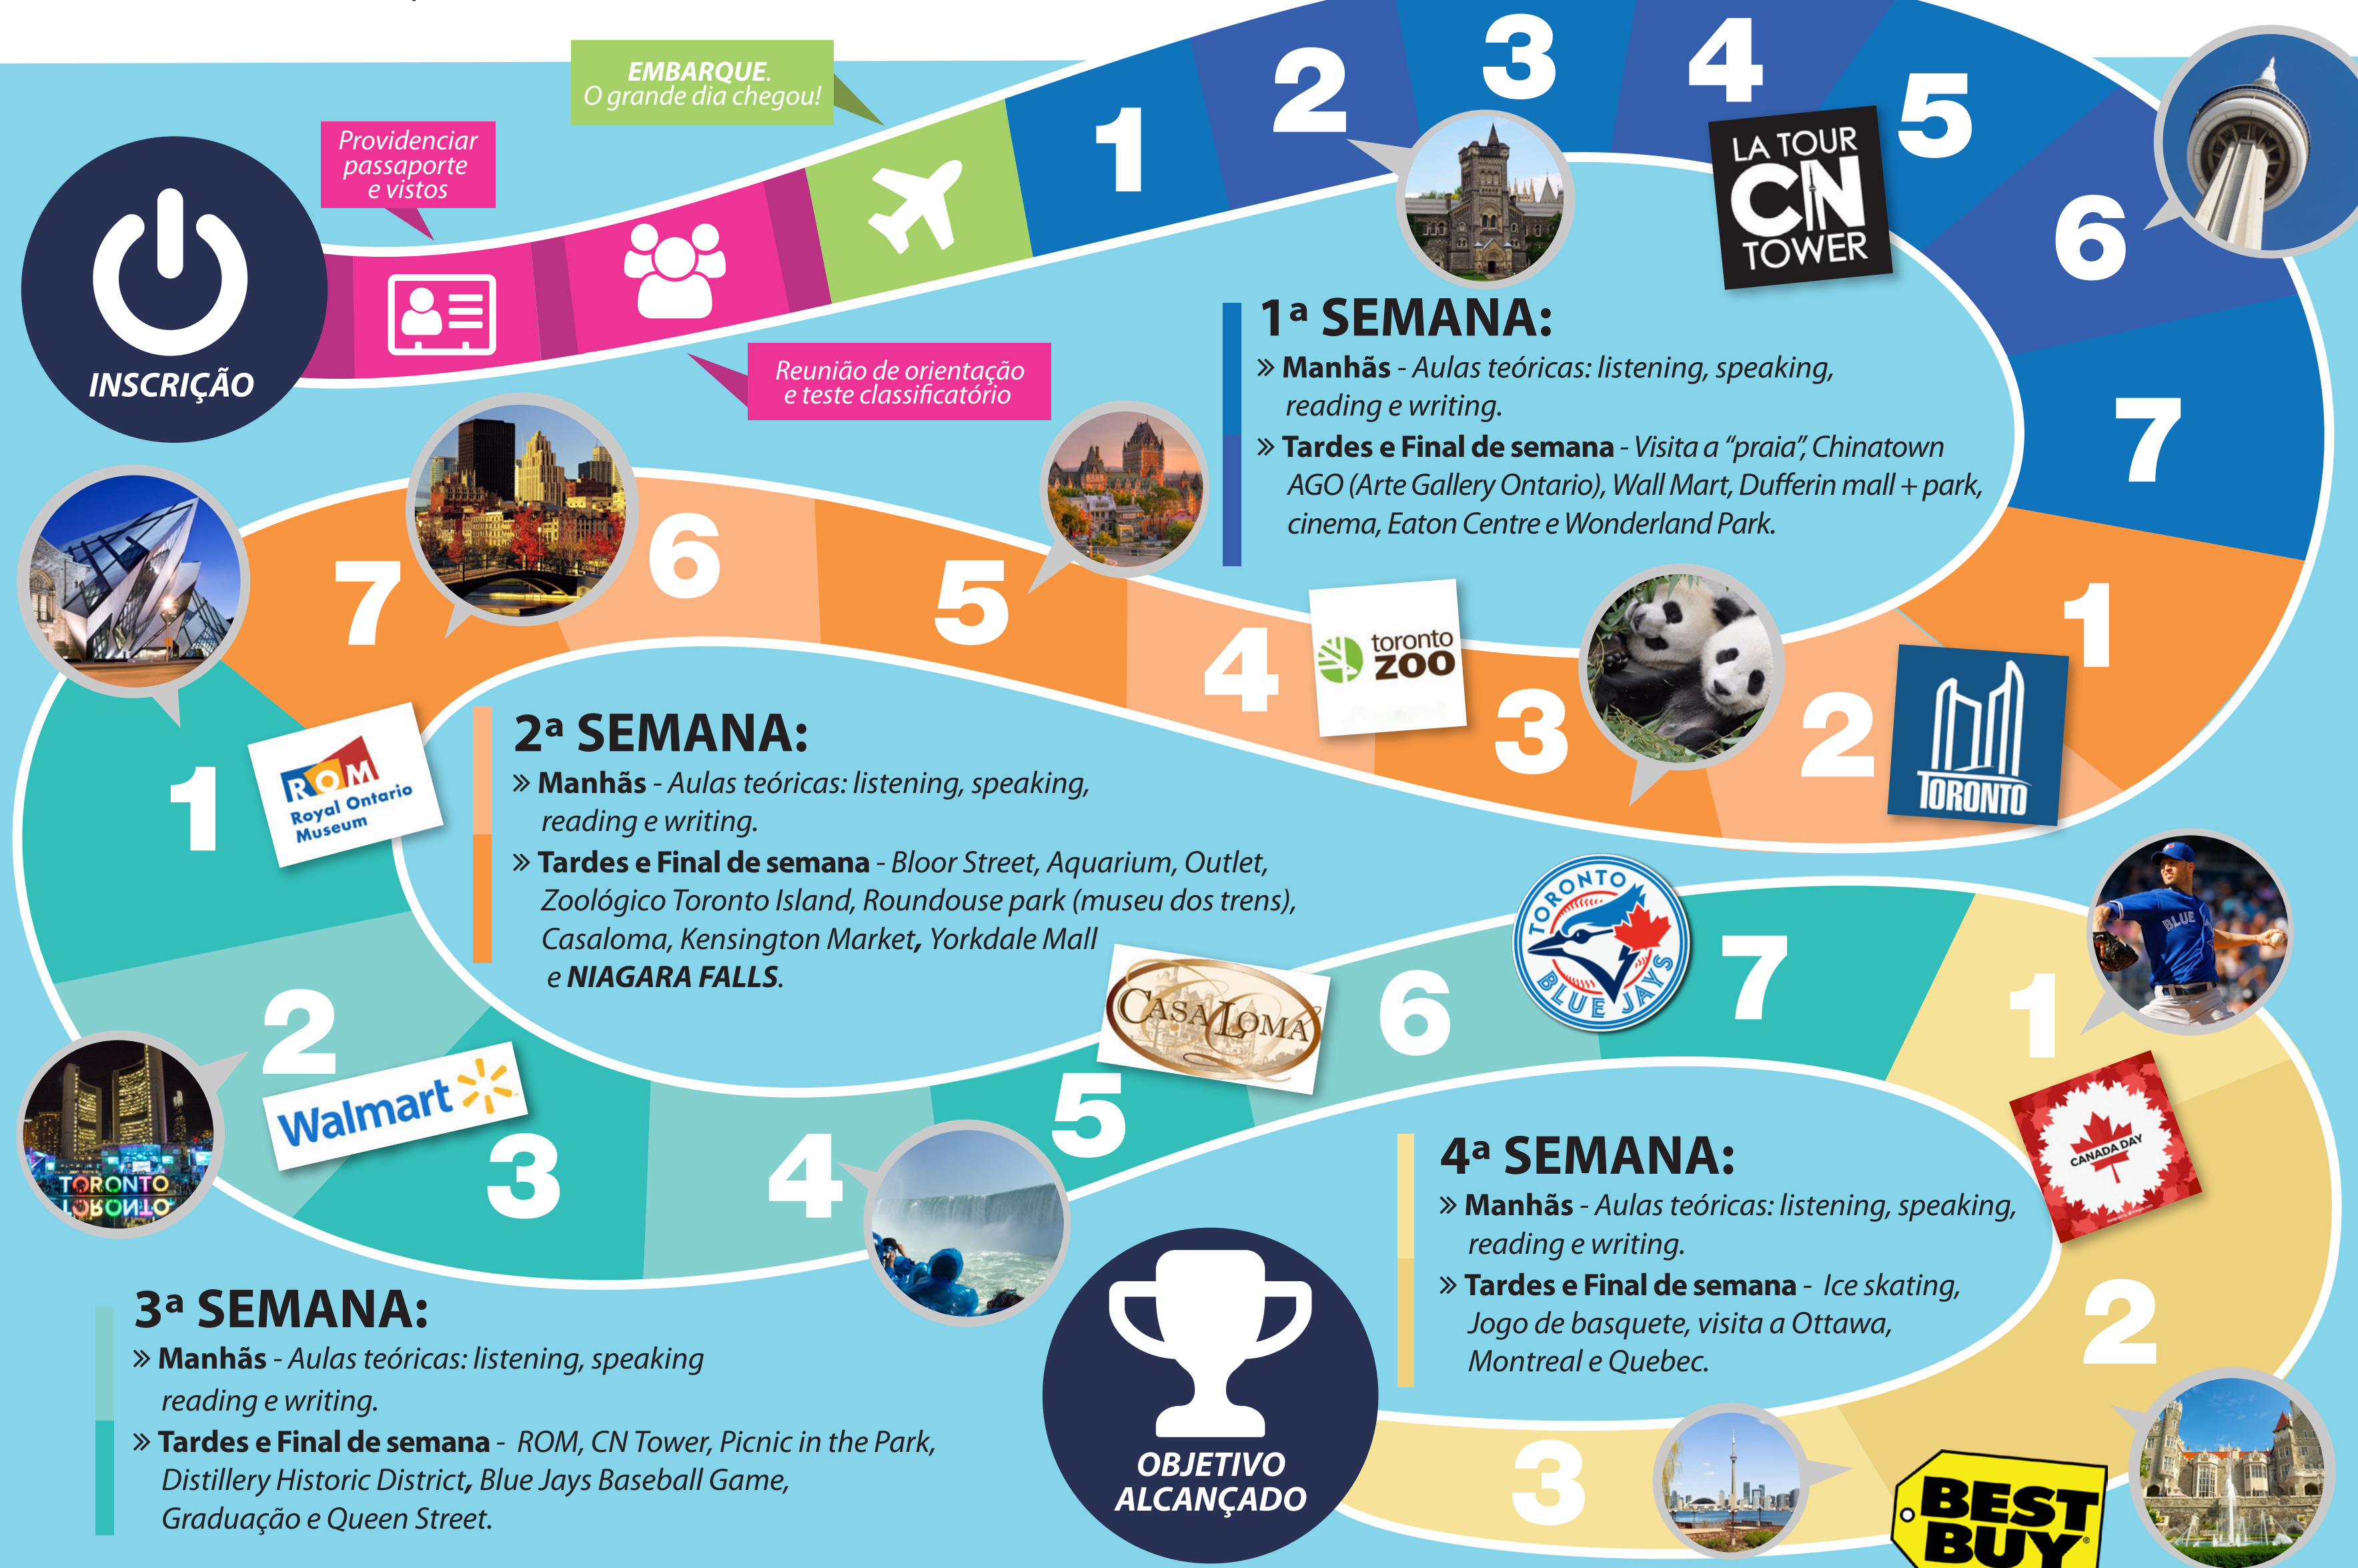 INSCRIÇÃO
Providenciar
passaporte
e vistos
Reunião de orientação
e teste classificatório
EMBARQUE.
O grande dia chegou!
1
2
3
4
5
6
7
LA TOUR
CN
TOWER
1ª SEMANA:
» Manhãs - Aulas teóricas: listening, speaking,
reading e writing.
» Tardes e Final de semana - Visita a “praia”, Chinatown
AGO (Arte Gallery Ontario), Wall Mart, Dufferin mall + park,
cinema, Eaton Centre e Wonderland Park.
1
2
3
4
5
6
7
TORONTO
toronto
ZOO
2ª SEMANA:
» Manhãs - Aulas teóricas: listening, speaking,
reading e writing.
» Tardes e Final de semana - Bloor Street, Aquarium, Outlet,
Zoológico Toronto Island, Roundouse park (museu dos trens),
Casaloma, Kensington Market, Yorkdale Mall
e NIAGARA FALLS.
1
2
3
4
5
6
7
ROM
Royal Ontario
Museum
TORONTO
Walmart
CASA LOMA
TORONTO
BLUE JAYS
3ª SEMANA:
» Manhãs - Aulas teóricas: listening, speaking
reading e writing.
» Tardes e Final de semana - ROM, CN Tower, Picnic in the Park,
Distillery Historic District, Blue Jays Baseball Game,
Graduação e Queen Street.
1
2
3
BLUE
CANADA DAY
4ª SEMANA:
» Manhãs - Aulas teóricas: listening, speaking,
reading e writing.
» Tardes e Final de semana - Ice skating,
Jogo de basquete, visita a Ottawa,
Montreal e Quebec.
BEST
BUY
OBJETIVO
ALCANÇADO